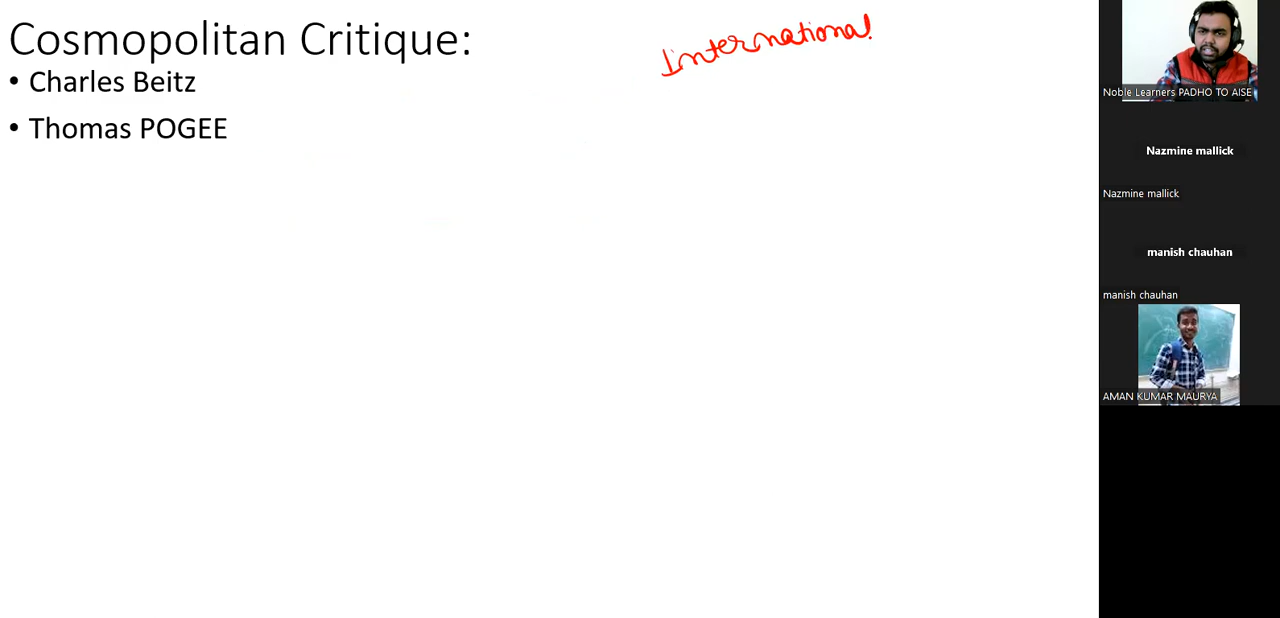 Cosmopolitan Critique:
International
• Charles Beitz
• Thomas POGEE
Noble Learners PADHO TO AISE
Nazmine mallick
Nazmine mallick
manish chauhan
manish chauhan
AMAN KUMAR MAURYA